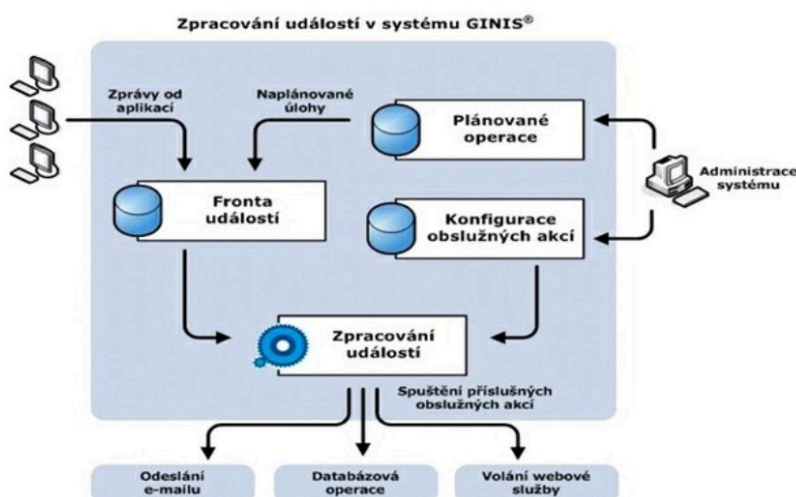 Zpracování událostí v systému GINIS®
Zprávy od
aplikací
Naplánované
úlohy
Plánované
operace
Administrace
systému
Fronta
událostí
Konfigurace
obslužných akcí
Zpracování
událostí
Spuštění příslušných
obslužných akcí
Odeslání
e-mailu
Databázová
operace
Volání webové
služby